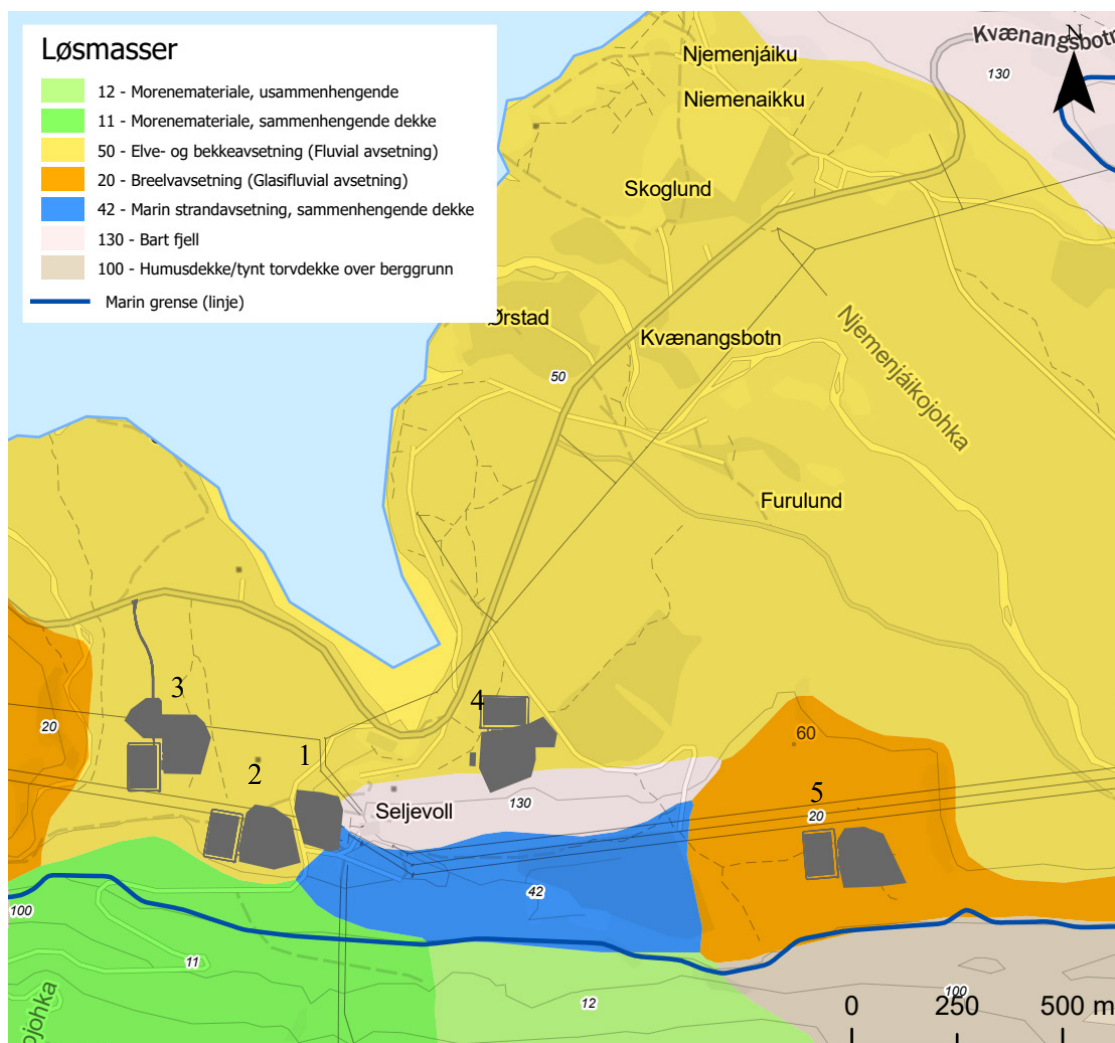 Løsmasser
12 - Morenemateriale, usammenhengende
11 - Morenemateriale, sammenhengende dekke
50 - Elve- og bekkeavsetning (Fluvial avsetning)
20 - Breelvavsetning (Glasifluvial avsetning)
42 - Marin strandavsetning, sammenhengende dekke
130 - Bart fjell
100 - Humusdekke/tynt torvdekke over berggrunn
Marin grense (linje)
Kvænangsbotn
N
130
Njemenjáiku
Niemenaikku
Skoglund
Ørstad
Kvænangsbotn
50
Njemenjáikojohka
Furulund
3
4
20
1
60
2
5
130
20
Seljevoll
42
100
11
12
100
ojohka
0 250 500 m